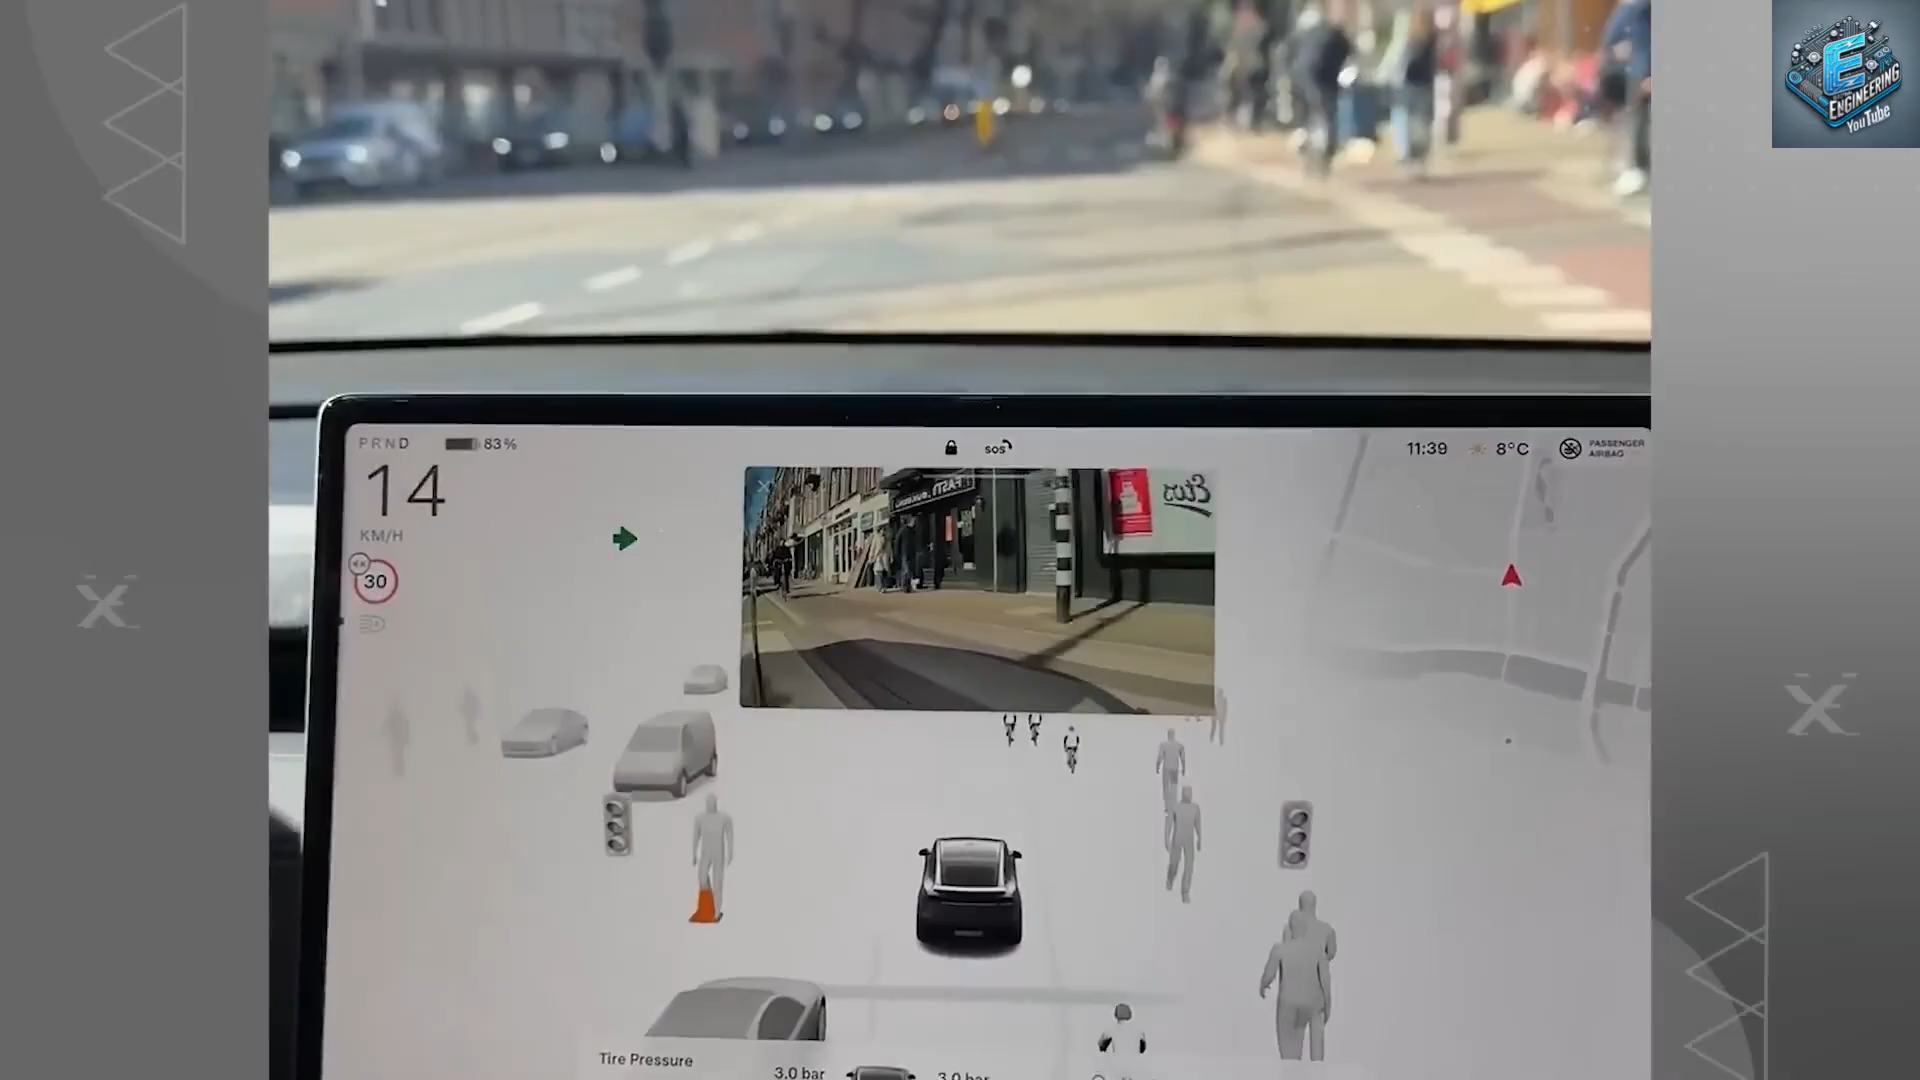 E
ENGINEERING
YouTube
PRND
83%
sos
11:39
8°C
PASSENGER
AIRBAG
14
KM/H
30
Tire Pressure
3.0 bar
3.0 bar